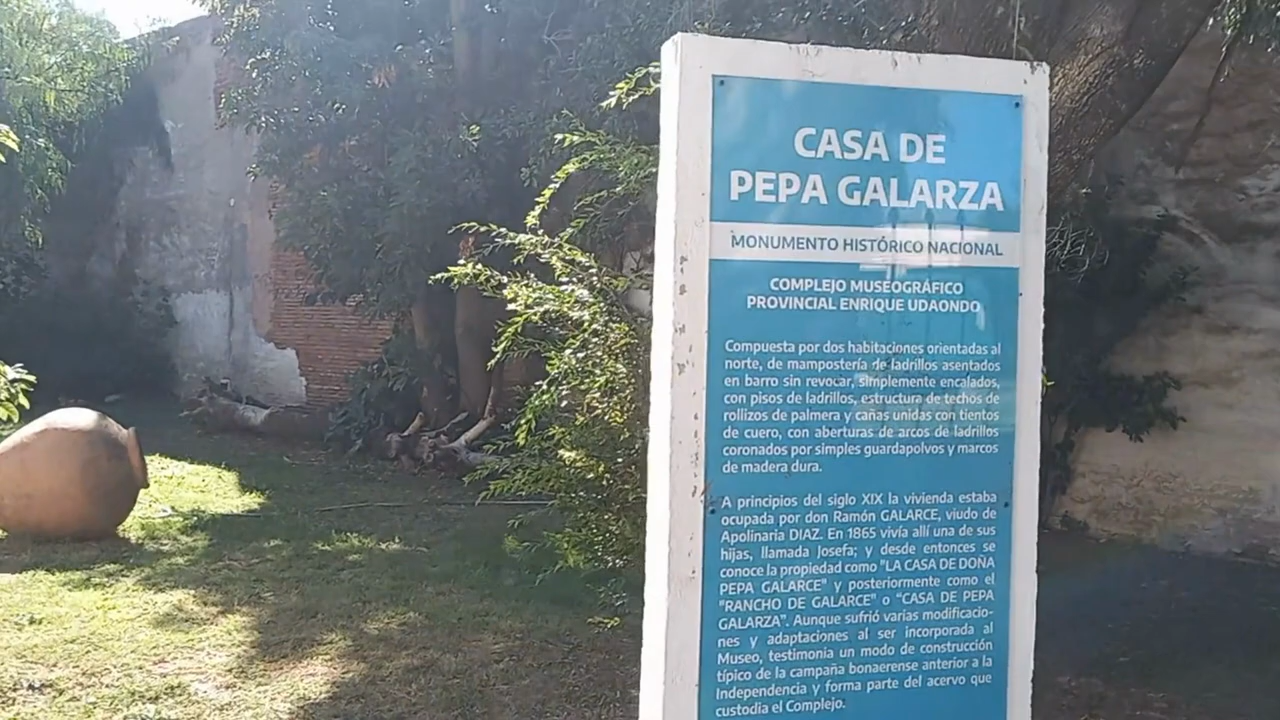 CASA DE
PEPA GALARZA
MONUMENTO HISTÓRICO NACIONAL
COMPLEJO MUSEOGRÁFICO
PROVINCIAL ENRIQUE UDAONDO
Compuesta por dos habitaciones orientadas al
norte, de mampostería de ladrillos asentados
en barro sin revocar, simplemente encalados,
con pisos de ladrillos, estructura de techos de
rollizos de palmera y cañas unidas con tientos
de cuero, con aberturas de arcos de ladrillos
coronados por simples guardapolvos y marcos
de madera dura.
A principios del siglo XIX la vivienda estaba
ocupada por don Ramón GALARCE, viudo de
Apolinaria DIAZ. En 1865 vivía allí una de sus
hijas, llamada Josefa; y desde entonces se
conoce la propiedad como "LA CASA DE DOÑA
PEPA GALARCE" y posteriormente como el
"RANCHO DE GALARCE" o "CASA DE PEPA
GALARZA". Aunque sufrió varias modificacio-
nes y adaptaciones al ser incorporada al
Museo, testimonia un modo de construcción
típico de la campaña bonaerense anterior a la
Independencia y forma parte del acervo que
custodia el Complejo.